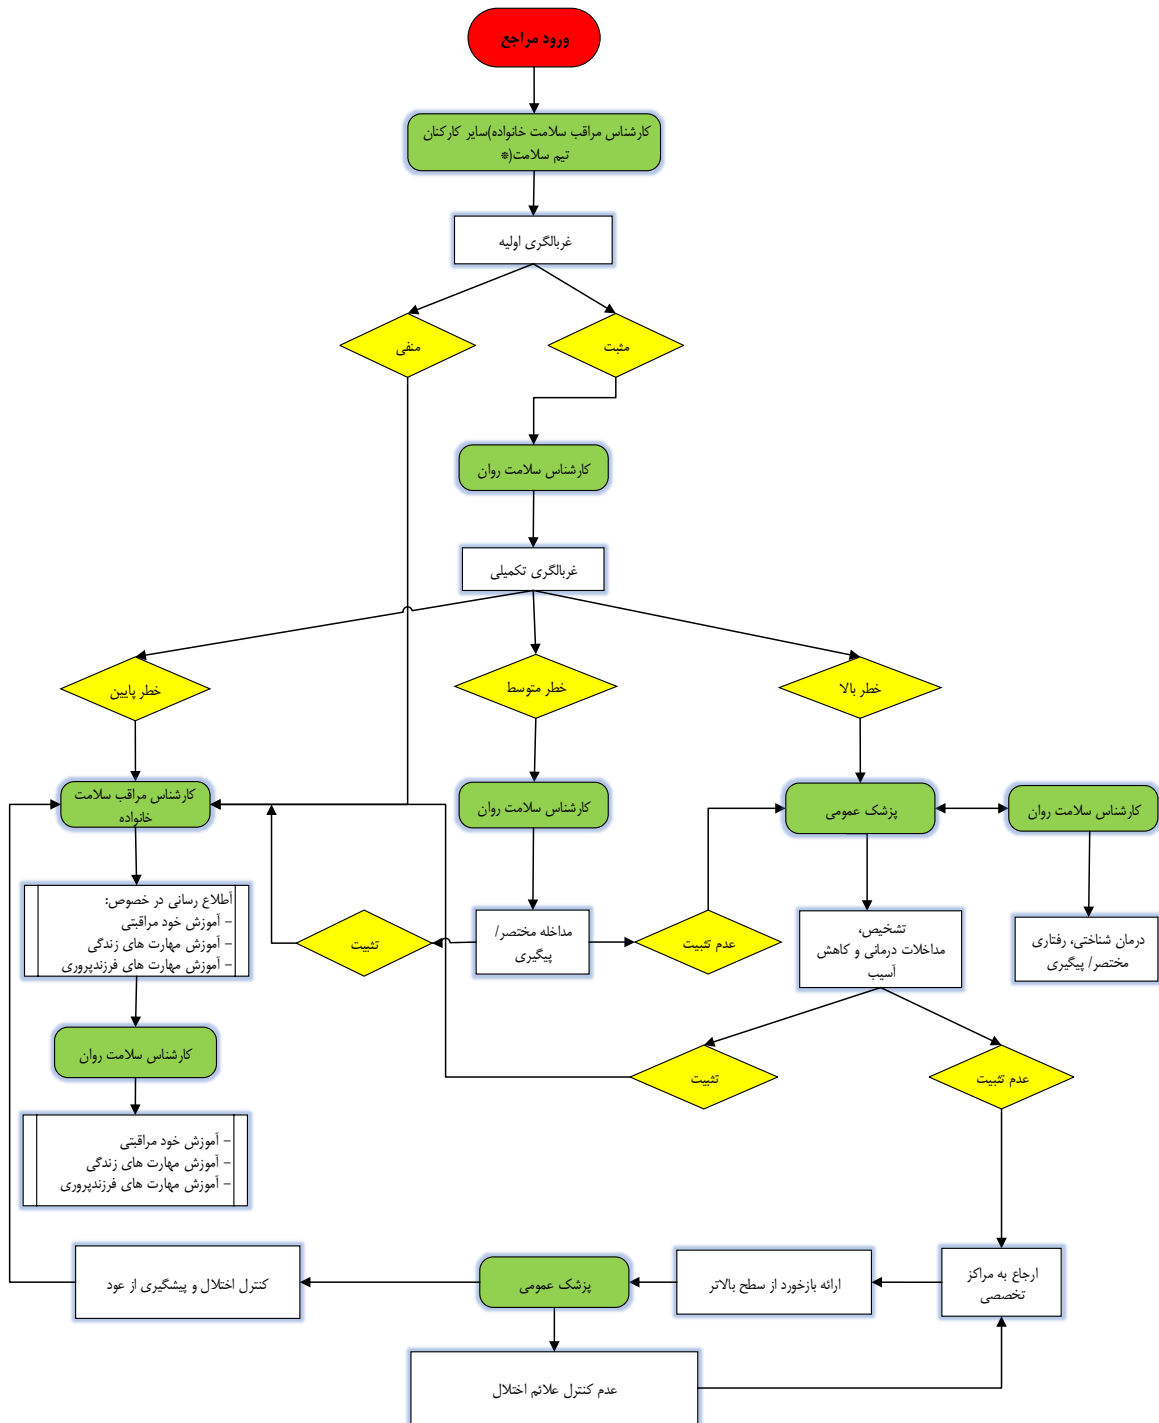 ورود مراجع
کارشناس مراقب سلامت خانواده)سایر کارکنان
تیم سلامت(*
غربالگری اولیه
مثبت
منفی
کارشناس سلامت روان
غربالگری تکمیلی
خطر بالا
خطر متوسط
خطر پایین
کارشناس سلامت روان
پزشک عمومی
کارشناس سلامت روان
کارشناس مراقب سلامت
خانواده
درمان شناختی، رفتاری
مختصر/ پیگیری
تشخیص،
مداخلات درمانی و کاهش
آسیب
عدم تثبیت
مداخله مختصر/
پیگیری
تثبیت
آطلاع رسانی در خصوص:
- آموزش خود مراقبتی
- آموزش مهارت های زندگی
- آموزش مهارت های فرزندپروری
کارشناس سلامت روان
عدم تثبیت
تثبیت
- آموزش خود مراقبتی
- آموزش مهارت های زندگی
- آموزش مهارت های فرزندپروری
ارجاع به مراکز
تخصصی
ارائه بازخورد از سطح بالاتر
پزشک عمومی
کنترل اختلال و پیشگیری از عود
عدم کنترل علائم اختلال